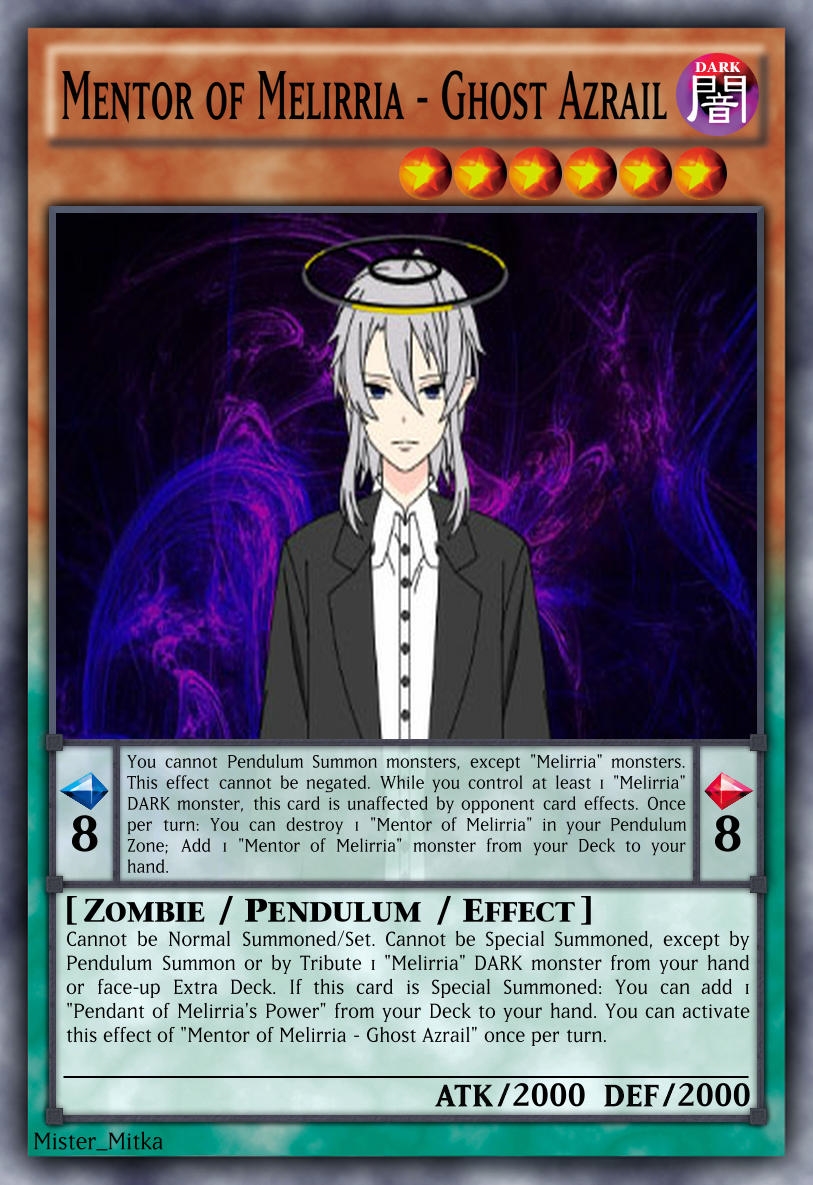 Mentor of Melirria - Ghost Azrail
DARK
闇
You cannot Pendulum Summon monsters, except "Melirria" monsters.
This effect cannot be negated. While you control at least 1 "Melirria"
DARK monster, this card is unaffected by opponent card effects. Once
per turn: You can destroy 1 "Mentor of Melirria" in your Pendulum
Zone; Add 1 "Mentor of Melirria" monster from your Deck to your
hand.
8
8
[ Zombie / Pendulum / Effect ]
Cannot be Normal Summoned/Set. Cannot be Special Summoned, except by
Pendulum Summon or by Tribute 1 "Melirria" DARK monster from your hand
or face-up Extra Deck. If this card is Special Summoned: You can add 1
"Pendant of Melirria's Power" from your Deck to your hand. You can activate
this effect of "Mentor of Melirria - Ghost Azrail" once per turn.
ATK/2000 DEF/2000
Mister_Mitka